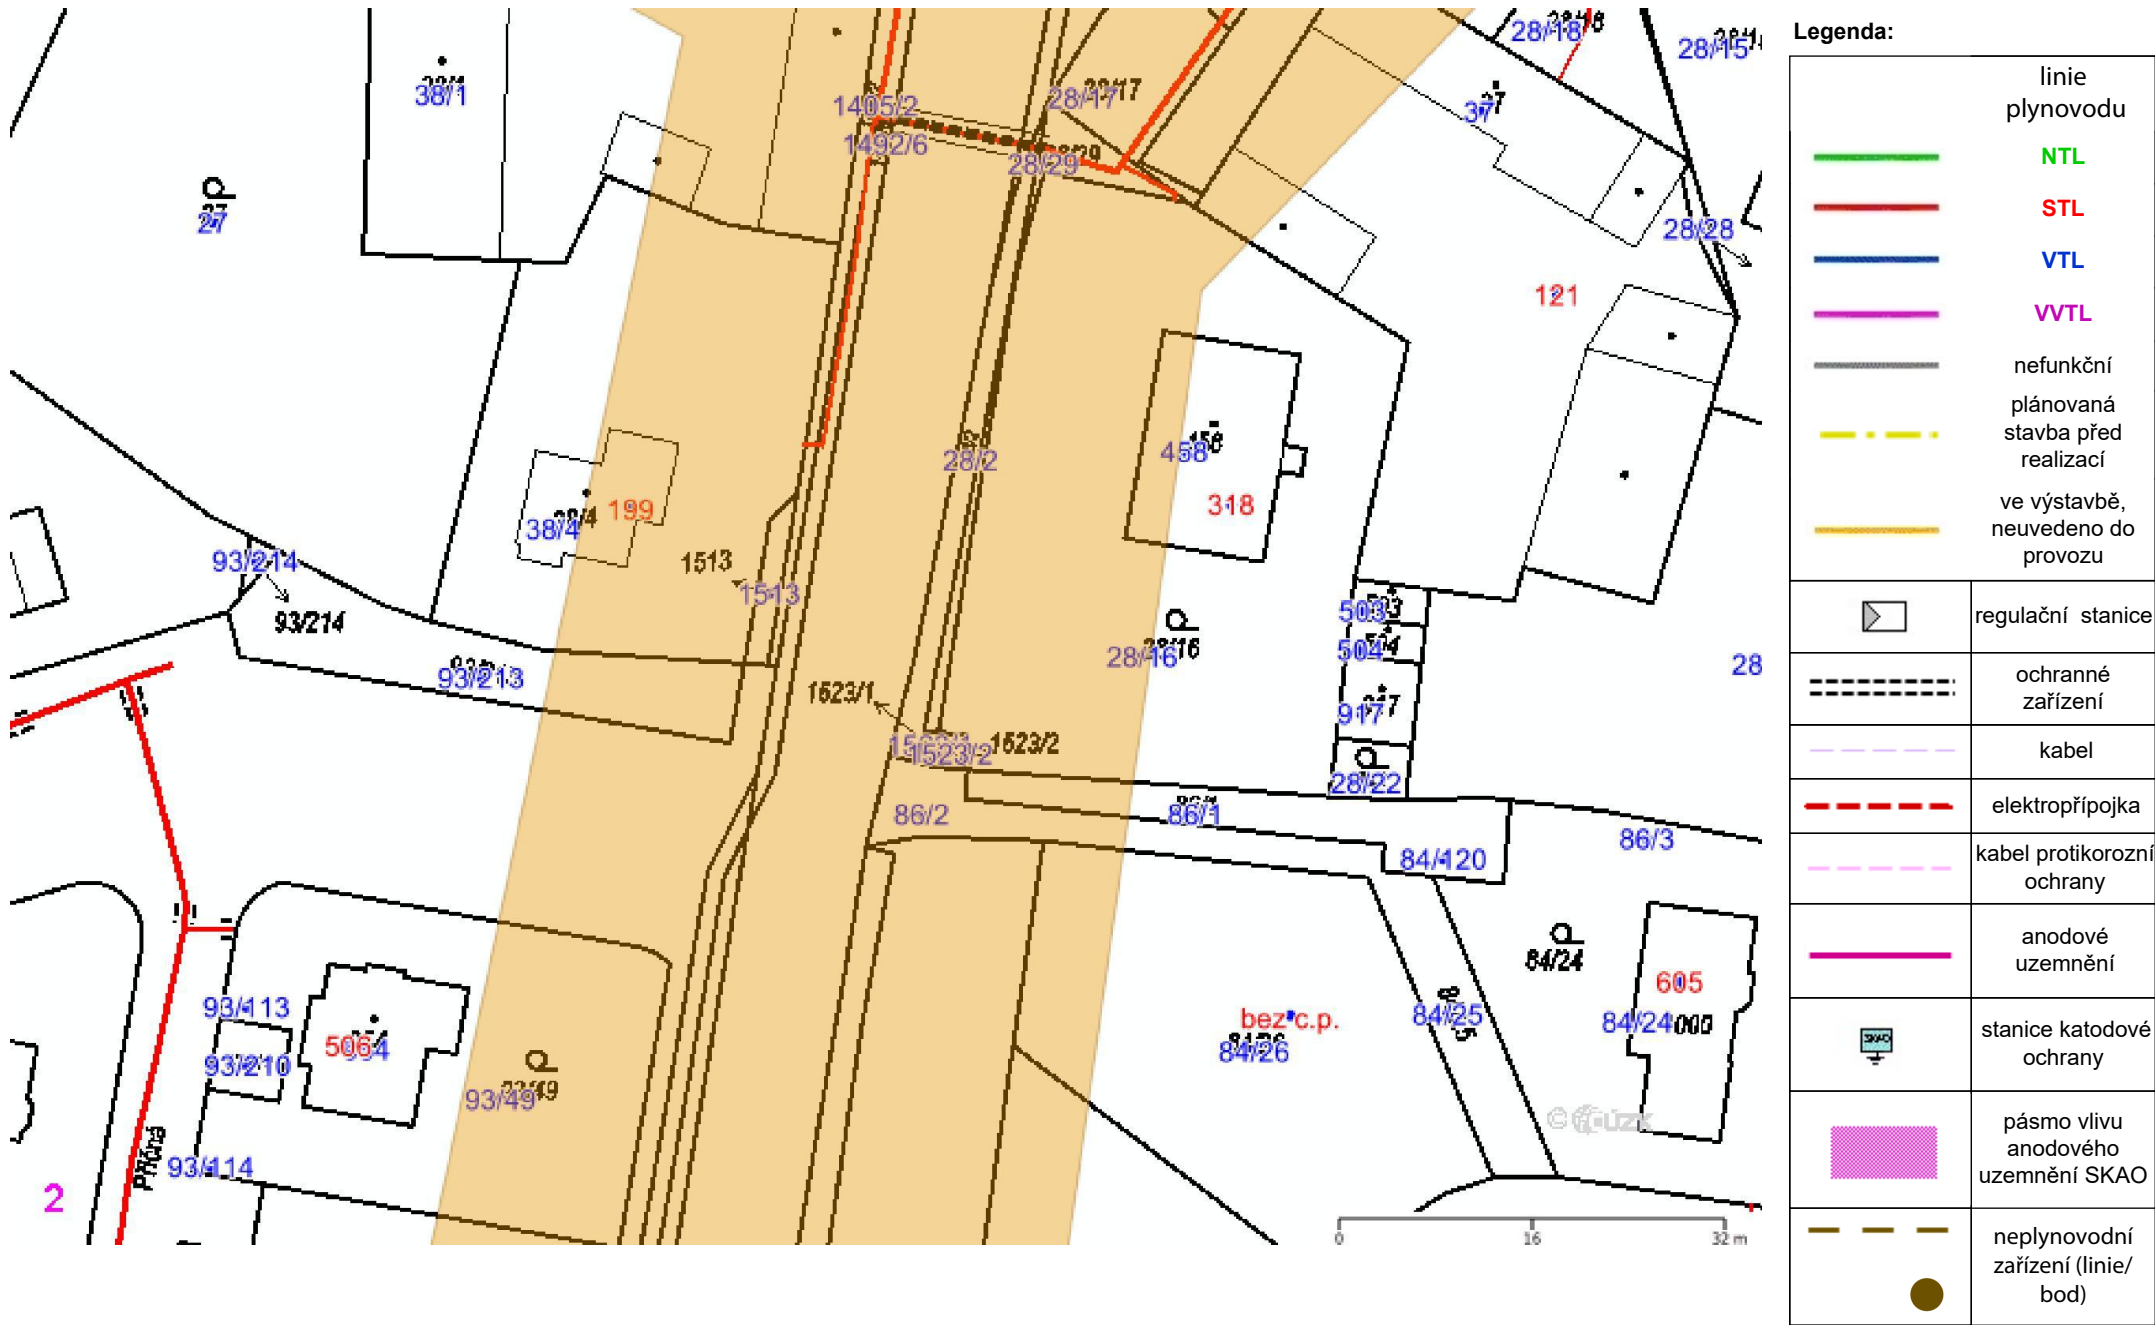 28/18
28/15
38/1
1405/2
28/17
37
1492/6
28/29
27
28/28
121
458
28/2
318
199
38/4
93/214
1513
1513
93/214
503
504
28/16
28
93/213
1523/1
917
1523/2
1523/2
28/22
86/2
86/1
86/3
84/120
84/24
605
93/113
bez č.p.
84/25
84/24
506
84/26
93/210
93/49
Příčná
93/114
2
0 16 32 m
Legenda:
linie
plynovodu
NTL
STL
VTL
VVTL
nefunkční
plánovaná
stavba před
realizací
ve výstavbě,
neuvedeno do
provozu
regulační stanice
ochranné
zařízení
kabel
elektropřípojka
kabel protikorozní
ochrany
anodové
uzemnění
SKAO
stanice katodové
ochrany
pásmo vlivu
anodového
uzemnění SKAO
neplynovodní
zařízení (linie/
bod)